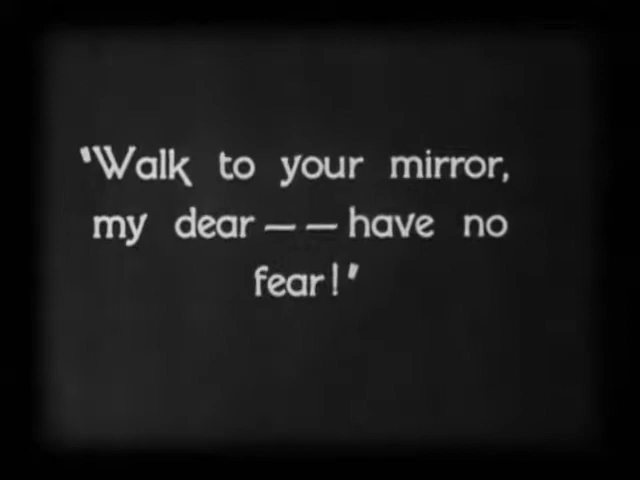 "Walk to your mirror,
my dear — — have no
fear!"